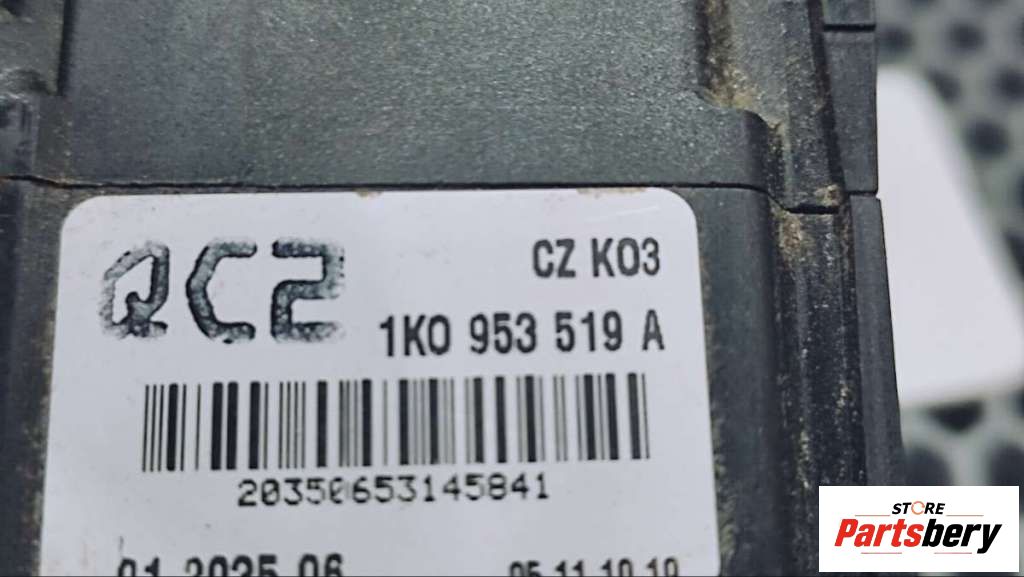 QC2
CZ K03
1K0 953 519 A
20350653145841
STORE
Partsbery